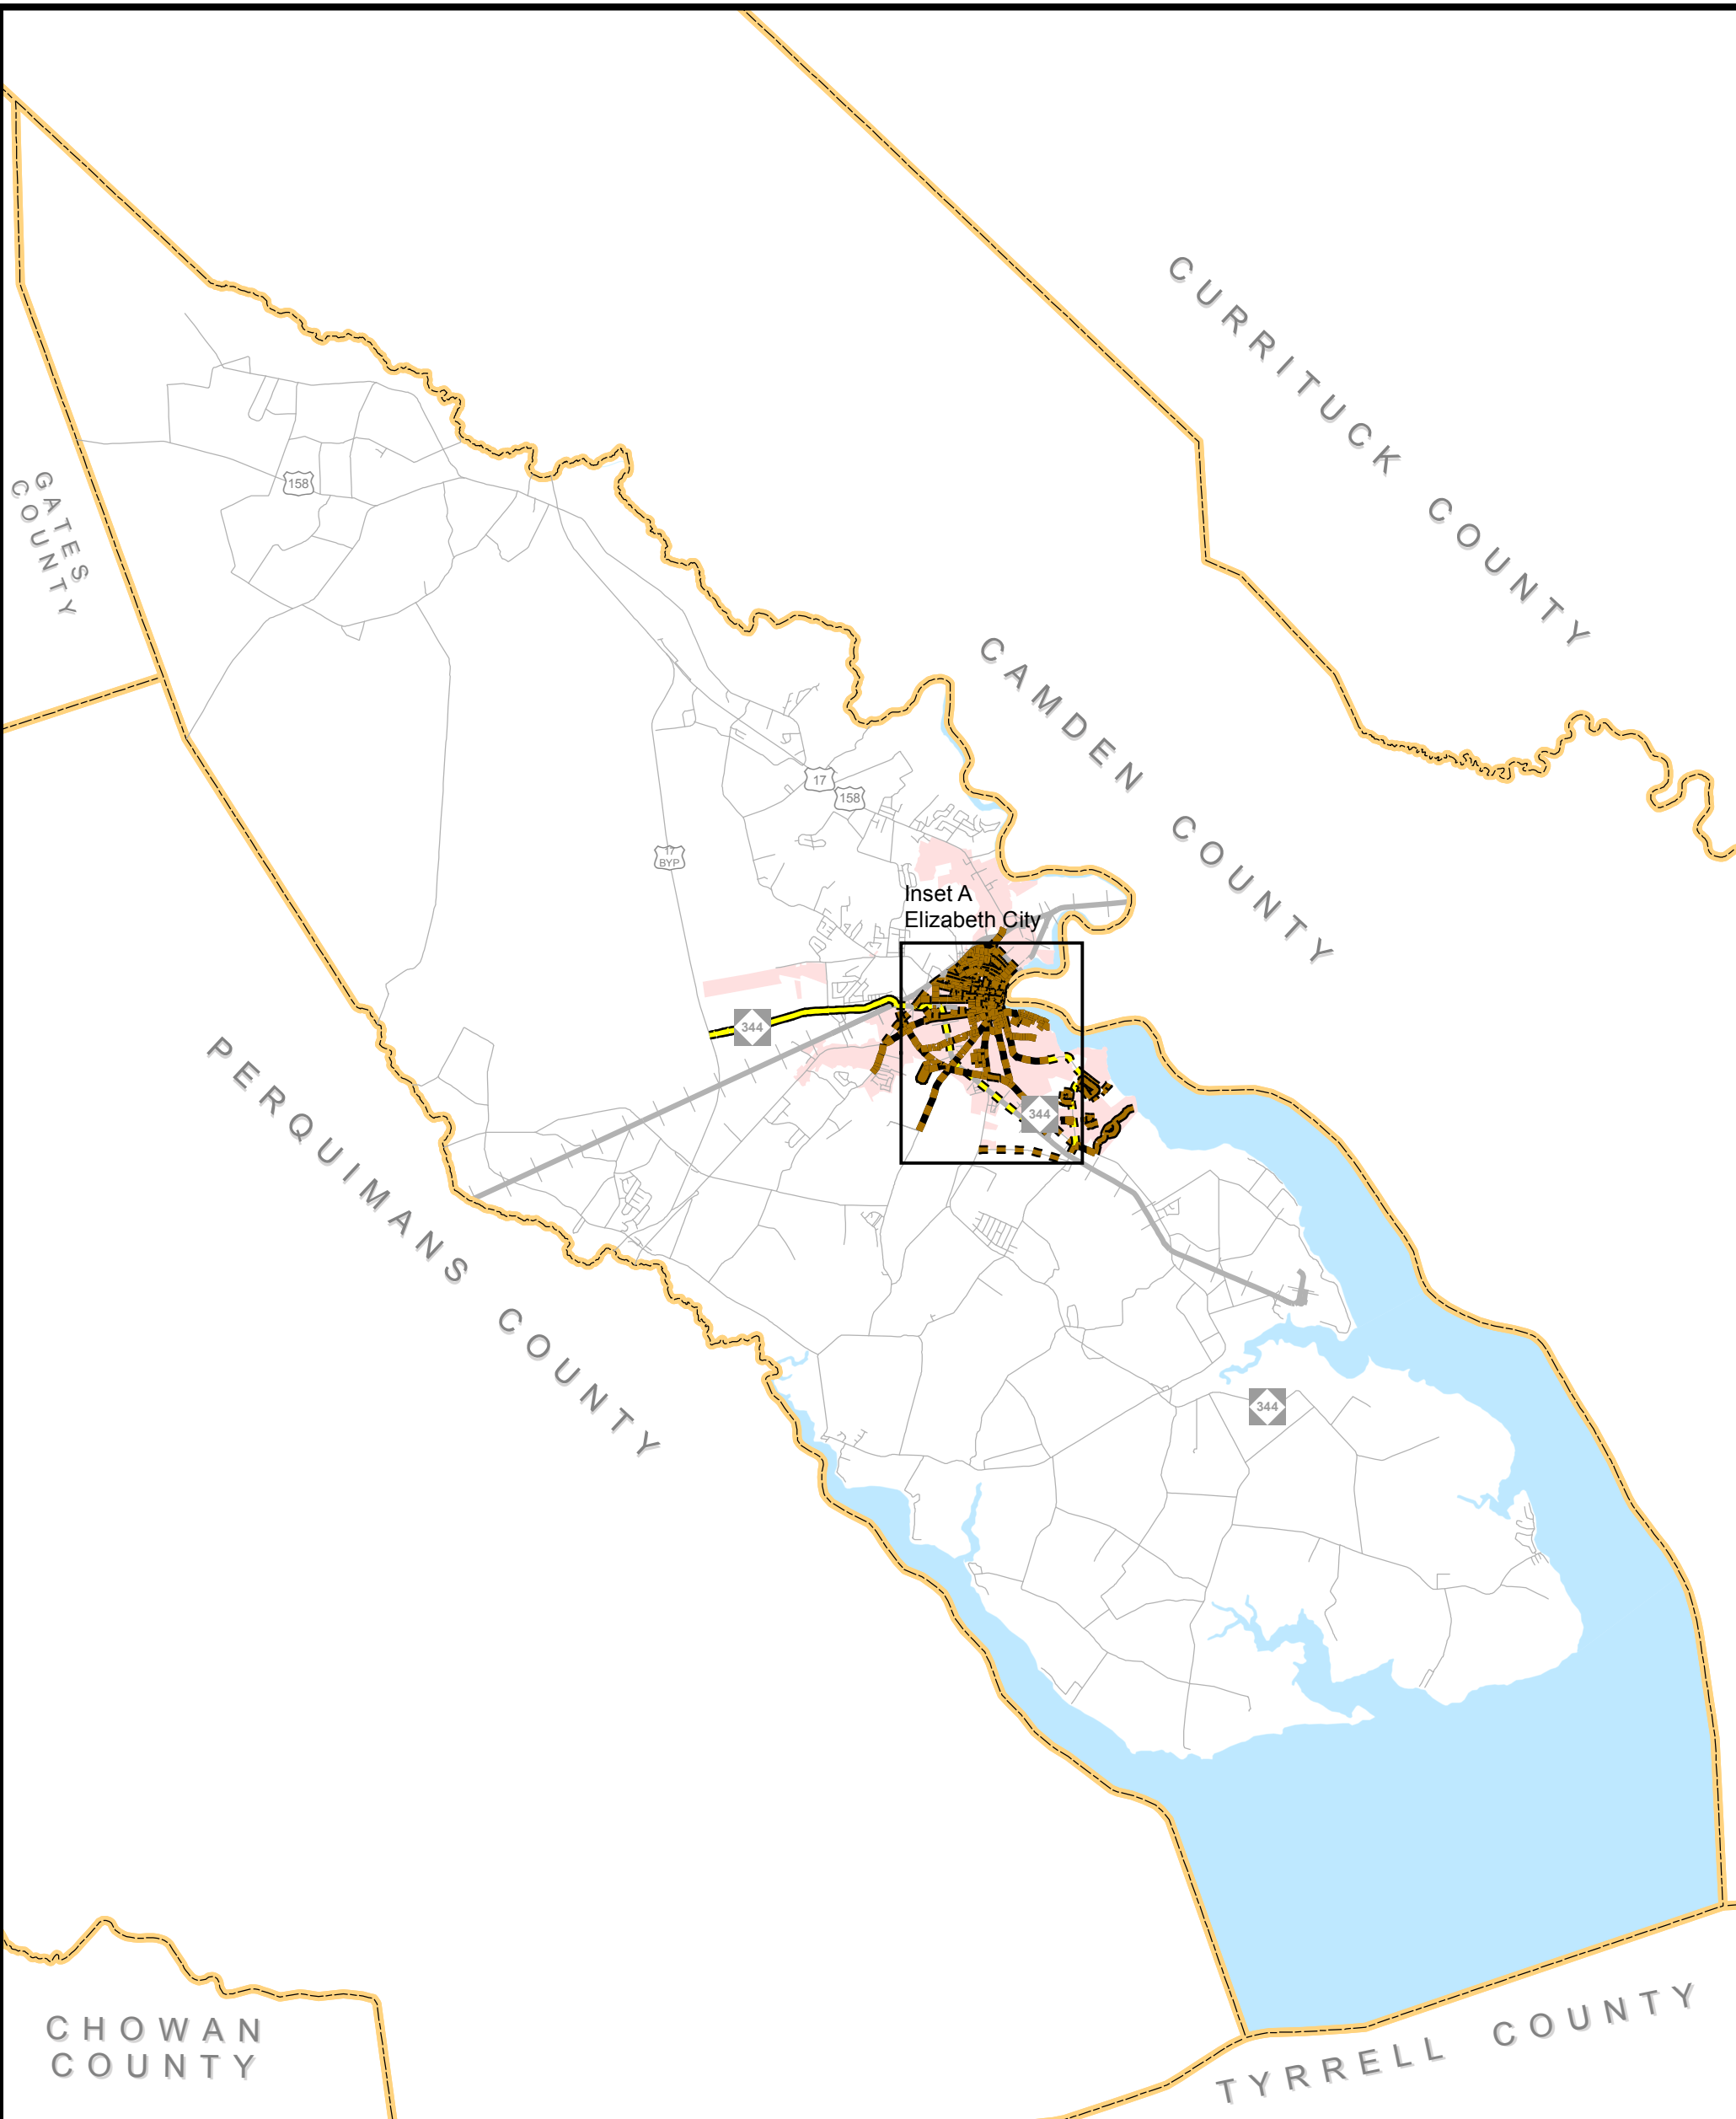 CURRITUCK COUNTY
GATES
COUNTY
158
CAMDEN COUNTY
17
158
17
BYP
Inset A
Elizabeth City
344
PERQUIMANS COUNTY
344
344
CHOWAN
COUNTY
TYRRELL COUNTY